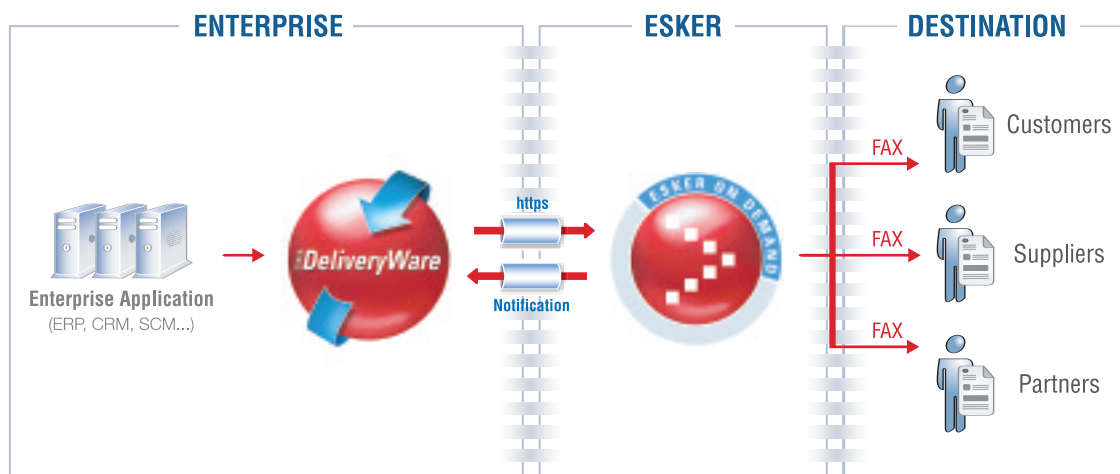 ENTERPRISE
ESKER
DESTINATION
Enterprise Application
(ERP, CRM, SCM...)
DeliveryWare
https
Notification
ESKER ON DEMAND
FAX
Customers
FAX
Suppliers
FAX
Partners